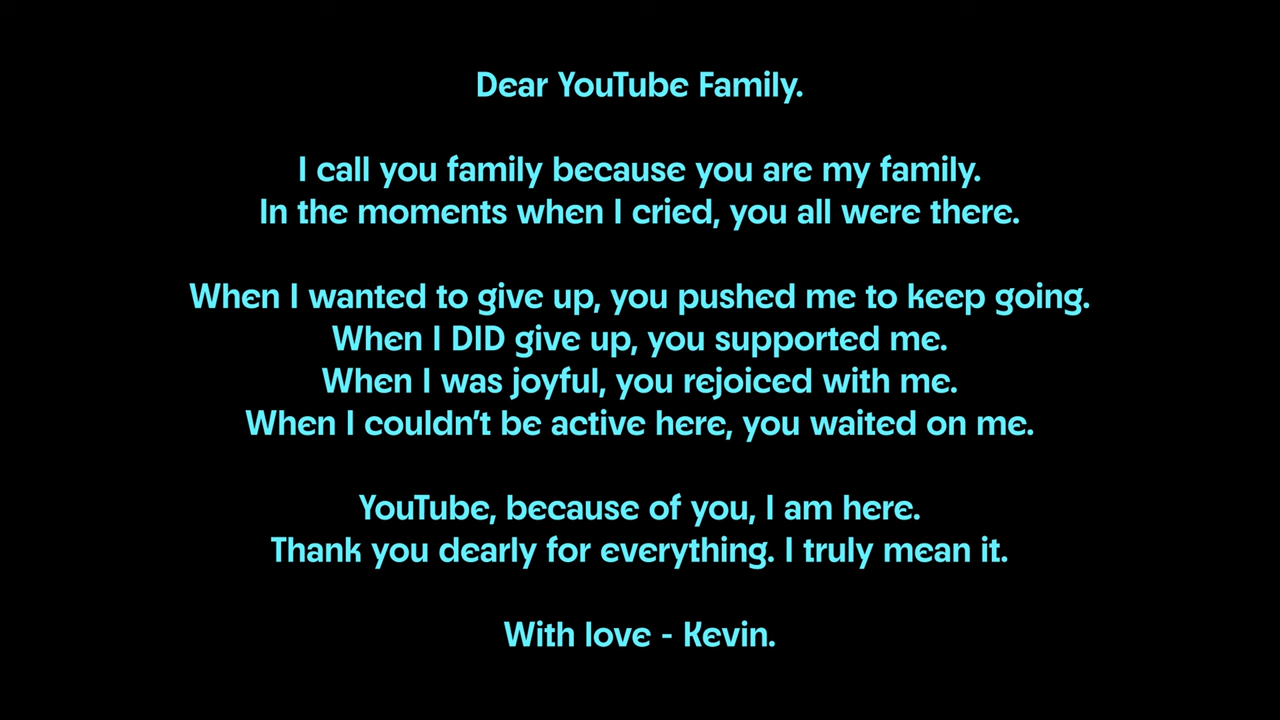 Dear YouTube Family.
I call you family because you are my family.
In the moments when I cried, you all were there.
When I wanted to give up, you pushed me to keep going.
When I DID give up, you supported me.
When I was joyful, you rejoiced with me.
When I couldn't be active here, you waited on me.
YouTube, because of you, I am here.
Thank you dearly for everything. I truly mean it.
With love - Kevin.